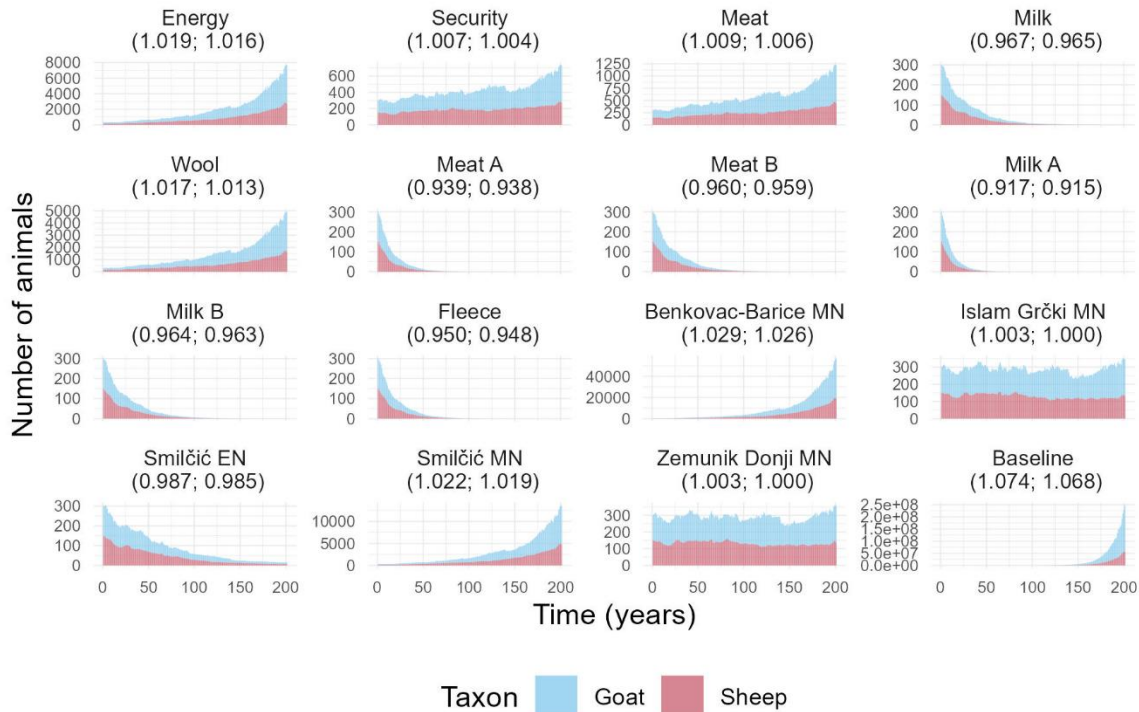 Energy
(1.019; 1.016)
Security
(1.007; 1.004)
Meat
(1.009; 1.006)
Milk
(0.967; 0.965)
8000
6000
4000
2000
0
600
400
200
0
1250
1000
750
500
250
0
300
200
100
0
Wool
(1.017; 1.013)
Meat A
(0.939; 0.938)
Meat B
(0.960; 0.959)
Milk A
(0.917; 0.915)
5000
4000
3000
2000
1000
0
300
200
100
0
300
200
100
0
300
200
100
0
Number of animals
Milk B
(0.964; 0.963)
Fleece
(0.950; 0.948)
Benkovac-Barice MN
(1.029; 1.026)
Islam Grčki MN
(1.003; 1.000)
300
200
100
0
300
200
100
0
40000
20000
0
300
200
100
0
Smilčić EN
(0.987; 0.985)
Smilčić MN
(1.022; 1.019)
Zemunik Donji MN
(1.003; 1.000)
Baseline
(1.074; 1.068)
300
200
100
0
10000
5000
0
300
200
100
0
2.5e+08
2.0e+08
1.5e+08
1.0e+08
5.0e+07
0.0e+00
0 50 100 150 200
0 50 100 150 200
0 50 100 150 200
0 50 100 150 200
Time (years)
Taxon Goat Sheep